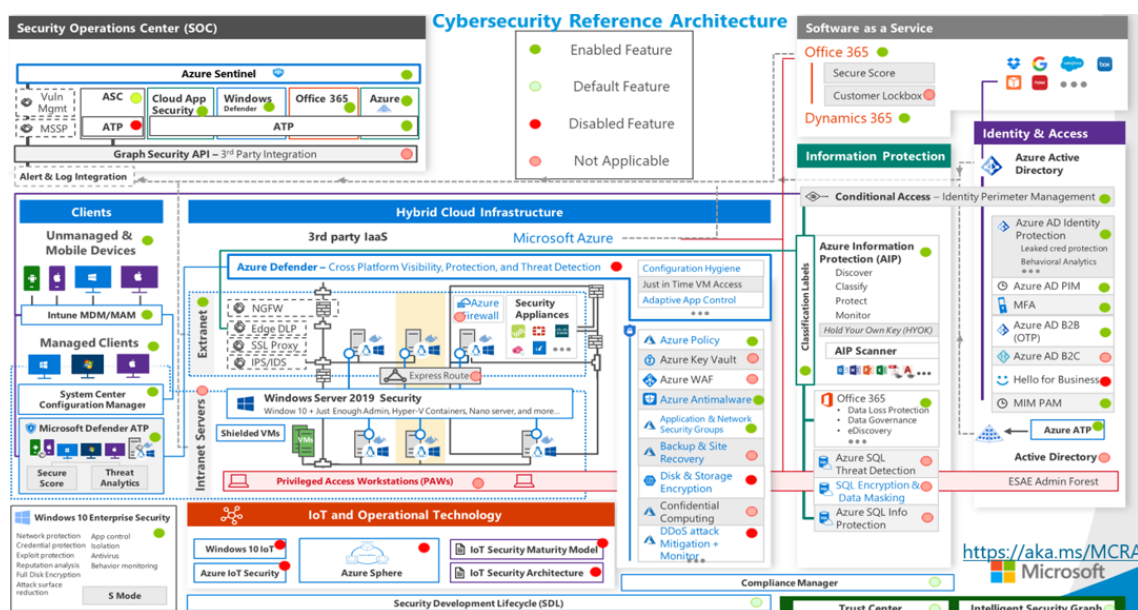 Cybersecurity Reference Architecture
Security Operations Center (SOC)
Azure Sentinel
Vuln
Mgmt
MSSP
ASC
ATP
Cloud App
Security
Windows
Defender
Office 365
Azure
ATP
Graph Security API – 3rd Party Integration
Alert & Log Integration
Enabled Feature
Default Feature
Disabled Feature
Not Applicable
Software as a Service
Office 365
Secure Score
Customer Lockbox
Dynamics 365
salesforce
box
Identity & Access
Azure Active
Directory
Information Protection
Conditional Access – Identity Perimeter Management
Clients
Unmanaged &
Mobile Devices
Intune MDM/MAM
Managed Clients
System Center
Configuration Manager
Microsoft Defender ATP
Secure
Score
Threat
Analytics
Hybrid Cloud Infrastructure
3rd party IaaS
Microsoft Azure
Azure Defender – Cross Platform Visibility, Protection, and Threat Detection
Configuration Hygiene
Just in Time VM Access
Adaptive App Control
Extranet
NGFW
Edge DLP
SSL Proxy
IPS/IDS
Azure
Firewall
Security
Appliances
Express Route
Intranet Servers
Windows Server 2019 Security
Window 10 + Just Enough Admin, Hyper-V Containers, Nano server, and more...
Shielded VMs
VMs
Privileged Access Workstations (PAWs)
Azure Policy
Azure Key Vault
Azure WAF
Azure Antimalware
Application & Network
Security Groups
Backup & Site
Recovery
Disk & Storage
Encryption
Confidential
Computing
DDoS attack
Mitigation +
Monitor
Classification Labels
Azure Information
Protection (AIP)
Discover
Classify
Protect
Monitor
Hold Your Own Key (HYOK)
AIP Scanner
Office 365
• Data Loss Protection
• Data Governance
• eDiscovery
Azure SQL
Threat Detection
SQL Encryption &
Data Masking
Azure SQL Info
Protection
Azure AD Identity
Protection
Leaked cred protection
Behavioral Analytics
Azure AD PIM
MFA
Azure AD B2B
(OTP)
Azure AD B2C
Hello for Business
MIM PAM
Azure ATP
Active Directory
ESAE Admin Forest
Windows 10 Enterprise Security
Network protection
Credential protection
Exploit protection
Reputation analysis
Full Disk Encryption
Attack surface
reduction
App control
Isolation
Antivirus
Behavior monitoring
S Mode
IoT and Operational Technology
Windows 10 IoT
Azure IoT Security
Azure Sphere
IoT Security Maturity Model
IoT Security Architecture
https://aka.ms/MCRA
Microsoft
Compliance Manager
Security Development Lifecycle (SDL)
Trust Center
Intelligent Security Graph